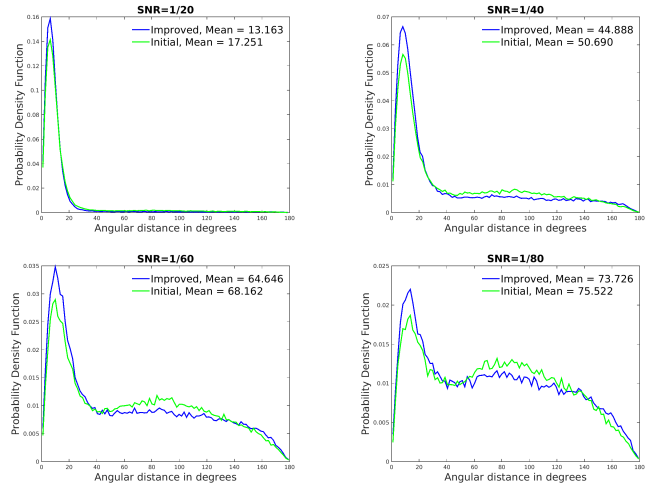 SNR=1/20
Improved, Mean = 13.163
Initial, Mean = 17.251
Probability Density Function
0.16
0.14
0.12
0.1
0.08
0.06
0.04
0.02
0
0 20 40 60 80 100 120 140 160 180
Angular distance in degrees
SNR=1/40
Improved, Mean = 44.888
Initial, Mean = 50.690
Probability Density Function
0.07
0.06
0.05
0.04
0.03
0.02
0.01
0
0 20 40 60 80 100 120 140 160 180
Angular distance in degrees
SNR=1/60
Improved, Mean = 64.646
Initial, Mean = 68.162
Probability Density Function
0.035
0.03
0.025
0.02
0.015
0.01
0.005
0
0 20 40 60 80 100 120 140 160 180
Angular distance in degrees
SNR=1/80
Improved, Mean = 73.726
Initial, Mean = 75.522
Probability Density Function
0.025
0.02
0.015
0.01
0.005
0
0 20 40 60 80 100 120 140 160 180
Angular distance in degrees